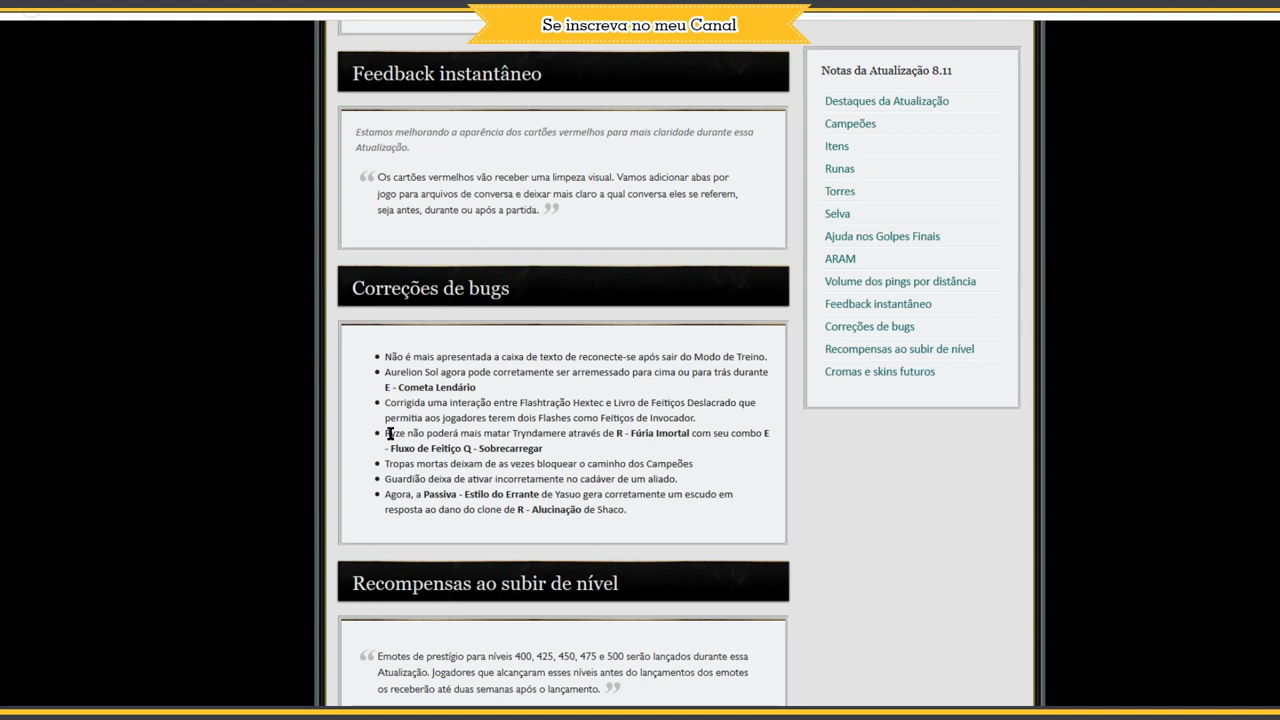 Se inscreva no meu Canal
Feedback instantâneo
Estamos melhorando a aparência dos cartões vermelhos para mais claridade durante essa
Atualização.
“ Os cartões vermelhos vão receber uma limpeza visual. Vamos adicionar abas por
jogo para arquivos de conversa e deixar mais claro a qual conversa eles se referem,
seja antes, durante ou após a partida. ”
Correções de bugs
• Não é mais apresentada a caixa de texto de reconecte-se após sair do Modo de Treino.
• Aurelion Sol agora pode corretamente ser arremessado para cima ou para trás durante
E - Cometa Lendário
• Corrigida uma interação entre Flashtração Hextec e Livro de Feitiços Deslacrado que
permitia aos jogadores terem dois Flashes como Feitiços de Invocador.
• Ryze não poderá mais matar Tryndamere através de R - Fúria Imortal com seu combo E
- Fluxo de Feitiço Q - Sobrecarregar
• Tropas mortas deixam de as vezes bloquear o caminho dos Campeões
• Guardião deixa de ativar incorretamente no cadáver de um aliado.
• Agora, a Passiva - Estilo do Errante de Yasuo gera corretamente um escudo em
resposta ao dano do clone de R - Alucinação de Shaco.
Recompensas ao subir de nível
“ Emotes de prestígio para níveis 400, 425, 450, 475 e 500 serão lançados durante essa
Atualização. Jogadores que alcançaram esses níveis antes do lançamentos dos emotes
os receberão até duas semanas após o lançamento. ”
Notas da Atualização 8.11
Destaques da Atualização
Campeões
Itens
Runas
Torres
Selva
Ajuda nos Golpes Finais
ARAM
Volume dos pings por distância
Feedback instantâneo
Correções de bugs
Recompensas ao subir de nível
Cromas e skins futuros